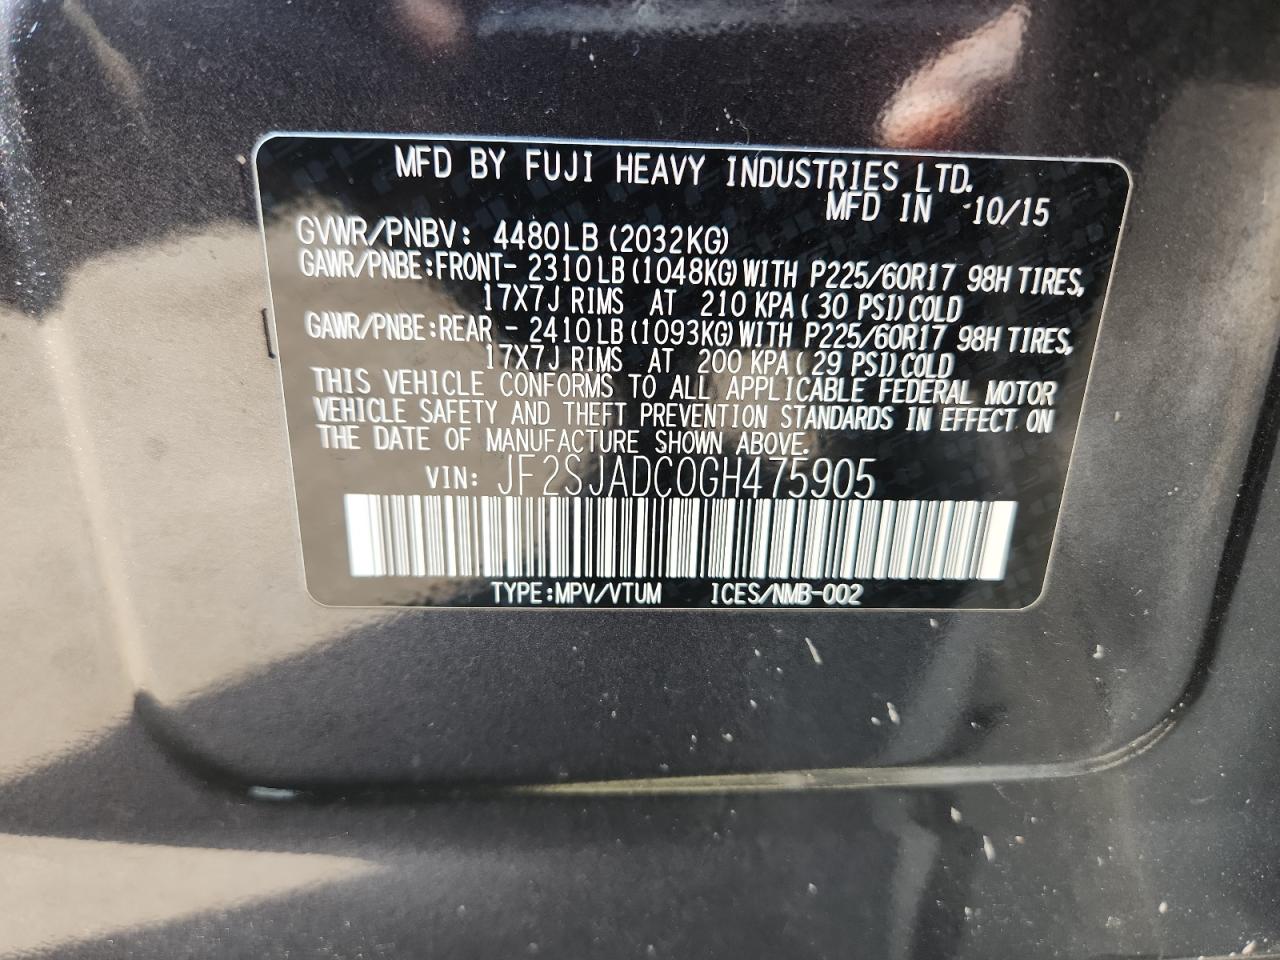 MFD BY FUJI HEAVY INDUSTRIES LTD.
MFD IN 10/15
GVWR/PNBV: 4480LB (2032KG)
GAWR/PNBE:FRONT- 2310 LB (1048KG) WITH P225/60R17 98H TIRES,
17X7J RIMS AT 210 KPA ( 30 PSI) COLD
GAWR/PNBE:REAR - 2410 LB (1093KG) WITH P225/60R17 98H TIRES,
17X7J RIMS AT 200 KPA ( 29 PSI) COLD
THIS VEHICLE CONFORMS TO ALL APPLICABLE FEDERAL MOTOR
VEHICLE SAFETY AND THEFT PREVENTION STANDARDS IN EFFECT ON
THE DATE OF MANUFACTURE SHOWN ABOVE.
VIN: JF2SJADC0GH475905
TYPE:MPV/VTUM ICES/NMB-002